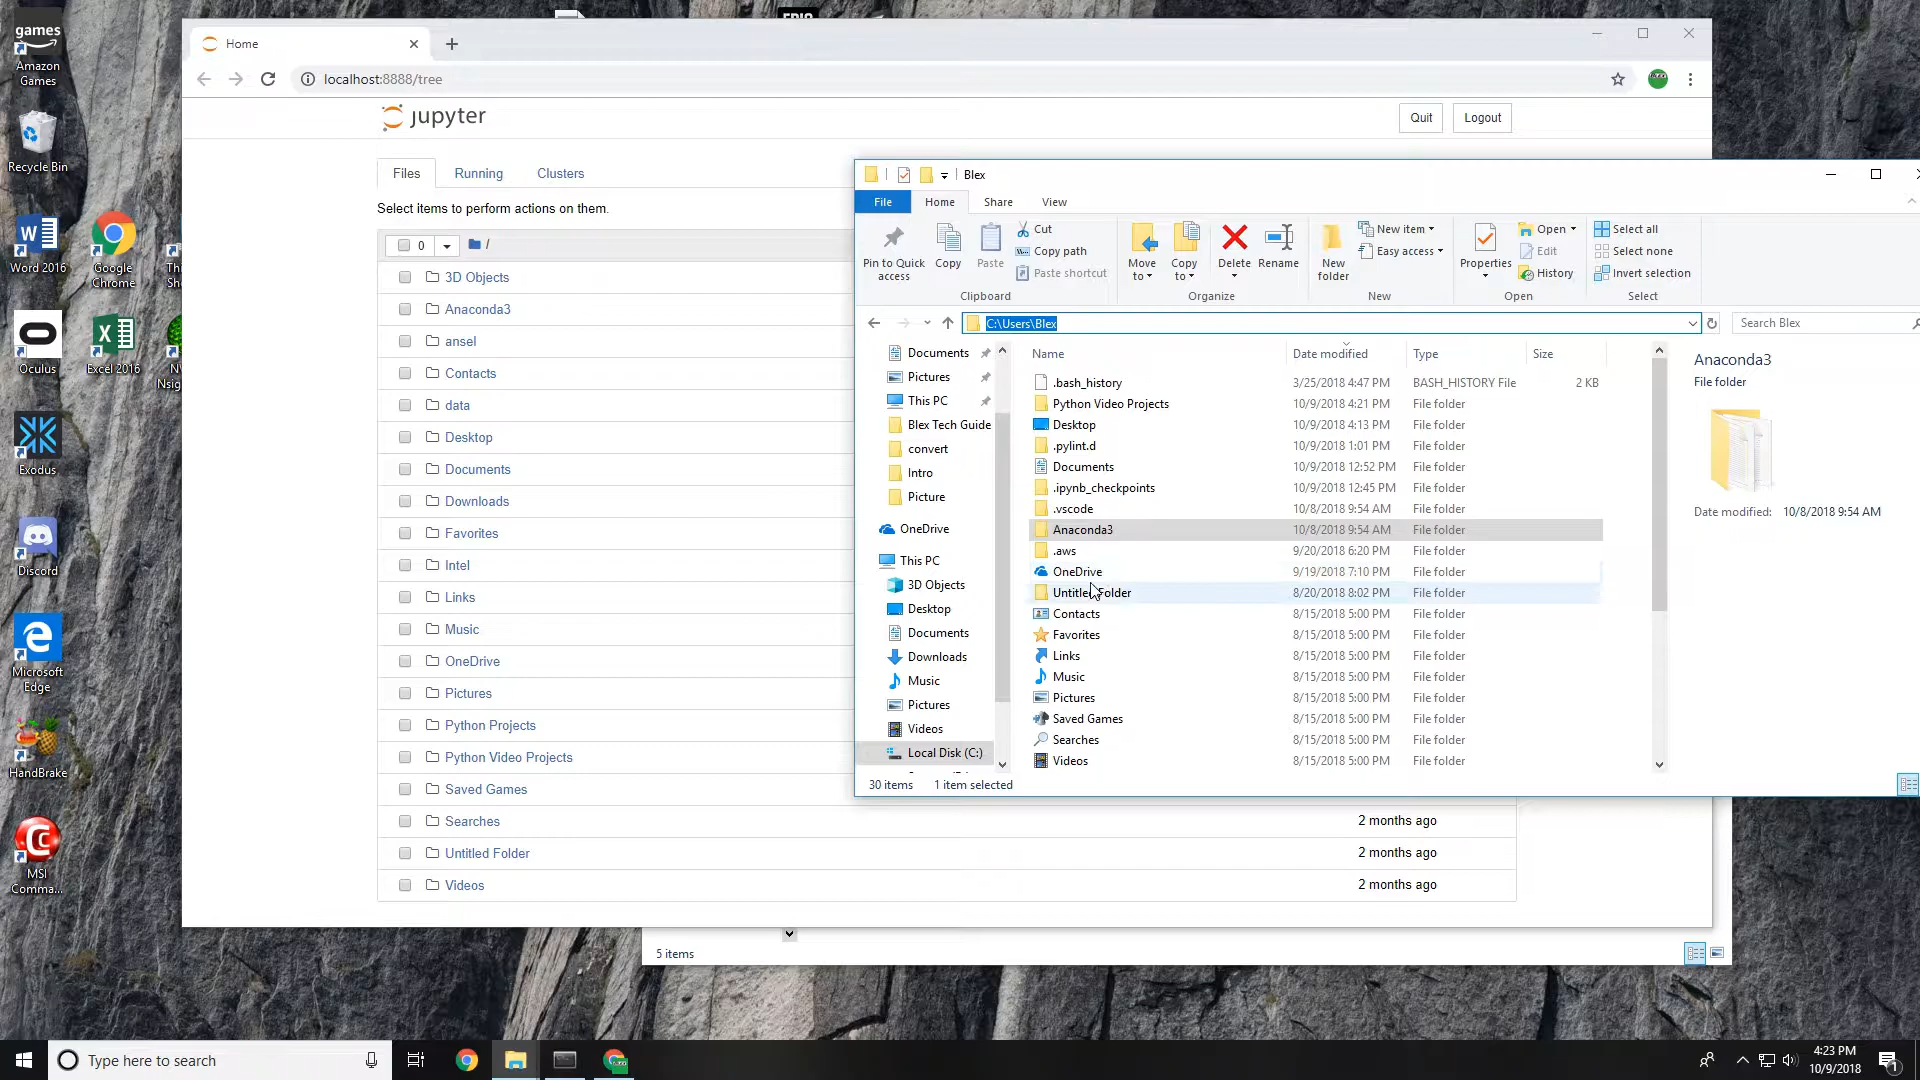 games
Amazon
Games
Recycle Bin
Word 2016
Google
Chrome
Oculus
Excel 2016
Exodus
Discord
Microsoft
Edge
HandBrake
MSI
Comma...
Home
localhost:8888/tree
jupyter
Quit
Logout
Files
Running
Clusters
Select items to perform actions on them.
0
/
3D Objects
Anaconda3
ansel
Contacts
data
Desktop
Documents
Downloads
Favorites
Intel
Links
Music
OneDrive
Pictures
Python Projects
Python Video Projects
Saved Games
Searches
2 months ago
Untitled Folder
2 months ago
Videos
2 months ago
Blex
File
Home
Share
View
Pin to Quick
access
Copy
Paste
Cut
Copy path
Paste shortcut
Clipboard
Move
to
Copy
to
Delete
Rename
Organize
New
folder
New item
Easy access
New
Properties
Open
Edit
History
Open
Select all
Select none
Invert selection
Select
C:\Users\Blex
Search Blex
Documents
Pictures
This PC
Blex Tech Guide
convert
Intro
Picture
OneDrive
This PC
3D Objects
Desktop
Documents
Downloads
Music
Pictures
Videos
Local Disk (C:)
Name Date modified Type Size
.bash_history 3/25/2018 4:47 PM BASH_HISTORY File 2 KB
Python Video Projects 10/9/2018 4:21 PM File folder
Desktop 10/9/2018 4:13 PM File folder
.pylint.d 10/9/2018 1:01 PM File folder
Documents 10/9/2018 12:52 PM File folder
.ipynb_checkpoints 10/9/2018 12:45 PM File folder
.vscode 10/8/2018 9:54 AM File folder
Anaconda3 10/8/2018 9:54 AM File folder
.aws 9/20/2018 6:20 PM File folder
OneDrive 9/19/2018 7:10 PM File folder
Untitled Folder 8/20/2018 8:02 PM File folder
Contacts 8/15/2018 5:00 PM File folder
Favorites 8/15/2018 5:00 PM File folder
Links 8/15/2018 5:00 PM File folder
Music 8/15/2018 5:00 PM File folder
Pictures 8/15/2018 5:00 PM File folder
Saved Games 8/15/2018 5:00 PM File folder
Searches 8/15/2018 5:00 PM File folder
Videos 8/15/2018 5:00 PM File folder
Anaconda3
File folder
Date modified: 10/8/2018 9:54 AM
30 items
1 item selected
5 items
Type here to search
4:23 PM
10/9/2018
1